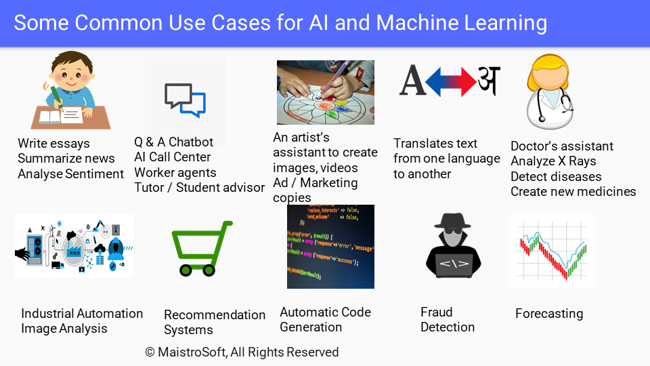 Some Common Use Cases for AI and Machine Learning
A अ
Write essays
Summarize news
Analyse Sentiment
Q & A Chatbot
AI Call Center
Worker agents
Tutor / Student advisor
An artist's
assistant to create
images, videos
Ad / Marketing
copies
Translates text
from one language
to another
Doctor's assistant
Analyze X Rays
Detect diseases
Create new medicines
</>
Industrial Automation
Image Analysis
Recommendation
Systems
Automatic Code
Generation
Fraud
Detection
Forecasting
© MaistroSoft, All Rights Reserved